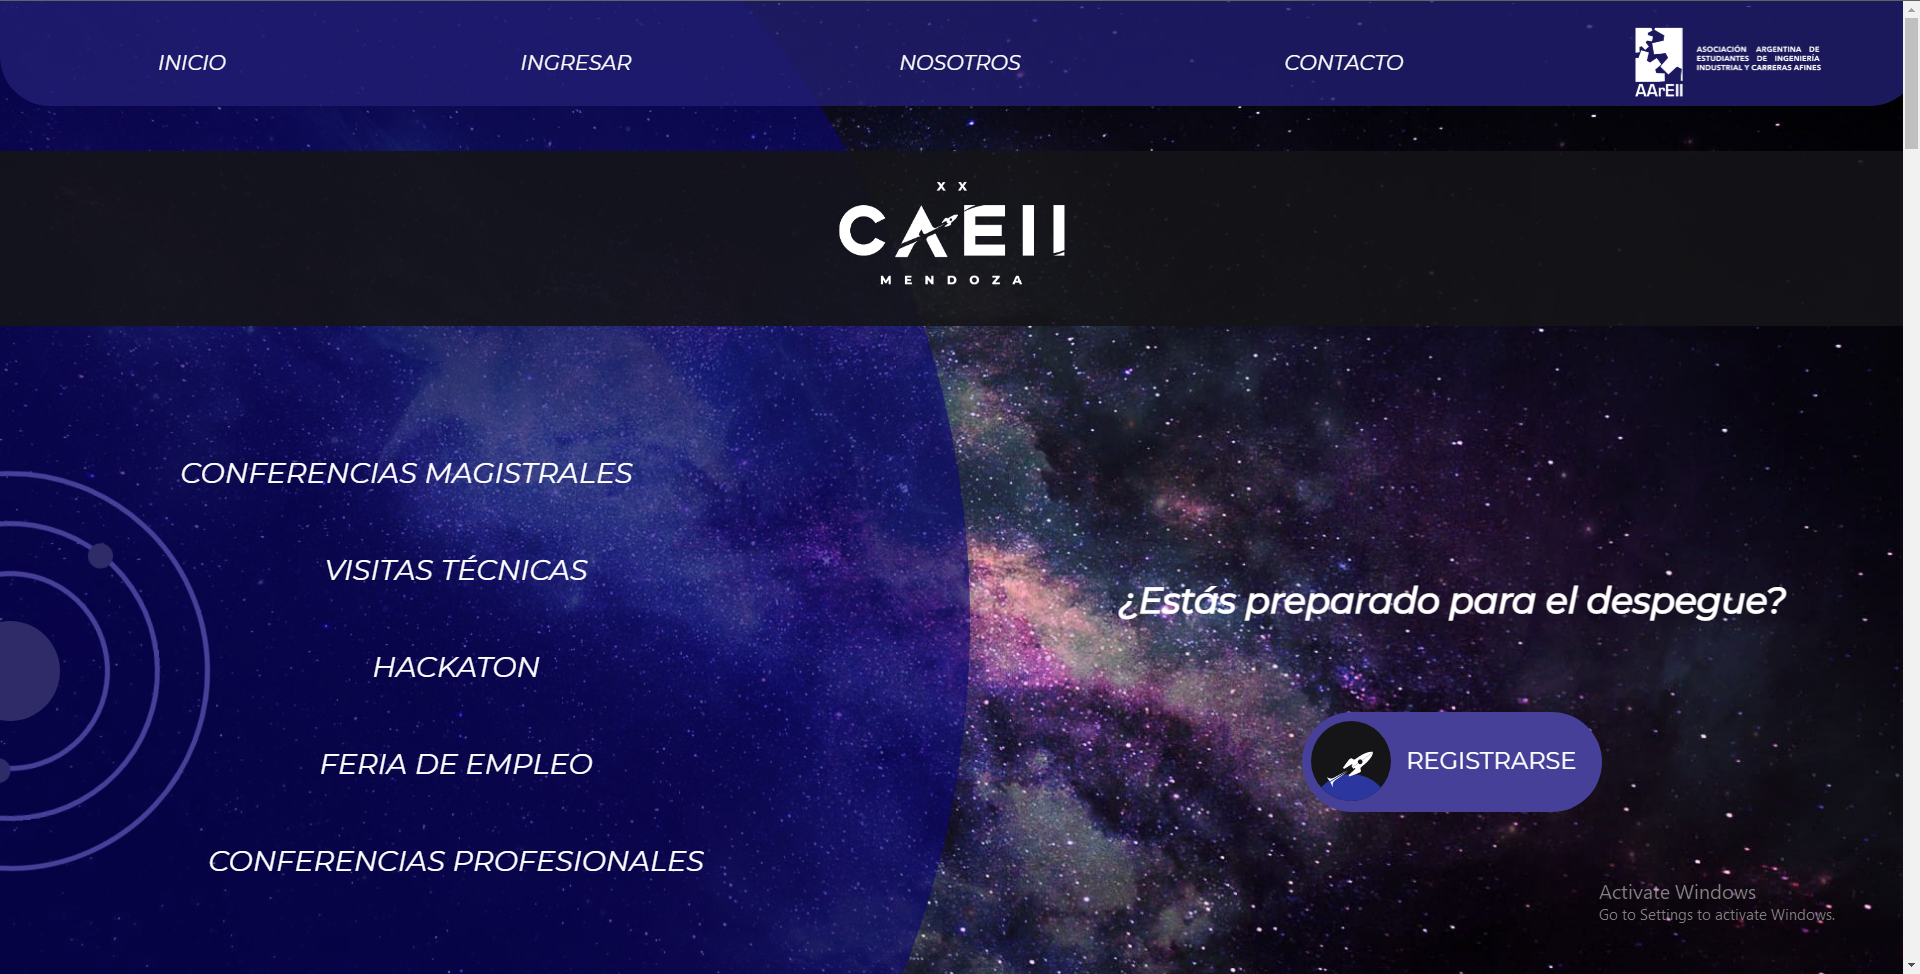 INICIO
INGRESAR
NOSOTROS
CONTACTO
ASOCIACIÓN ARGENTINA DE
ESTUDIANTES DE INGENIERÍA
INDUSTRIAL Y CARRERAS AFINES
AArEII
X X
CAEII
MENDOZA
CONFERENCIAS MAGISTRALES
VISITAS TÉCNICAS
HACKATON
FERIA DE EMPLEO
CONFERENCIAS PROFESIONALES
¿Estás preparado para el despegue?
REGISTRARSE
Activate Windows
Go to Settings to activate Windows.